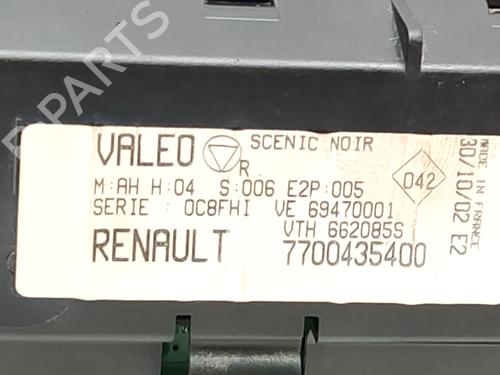 B-PARTS
VALEO R SCENIC NOIR
M:AH H:04 S:006 E2P:005
SERIE : 0C8FHI VE 69470001
VTH 662085S
RENAULT 7700435400
042
MADE IN FRANCE
30/10/02 E2